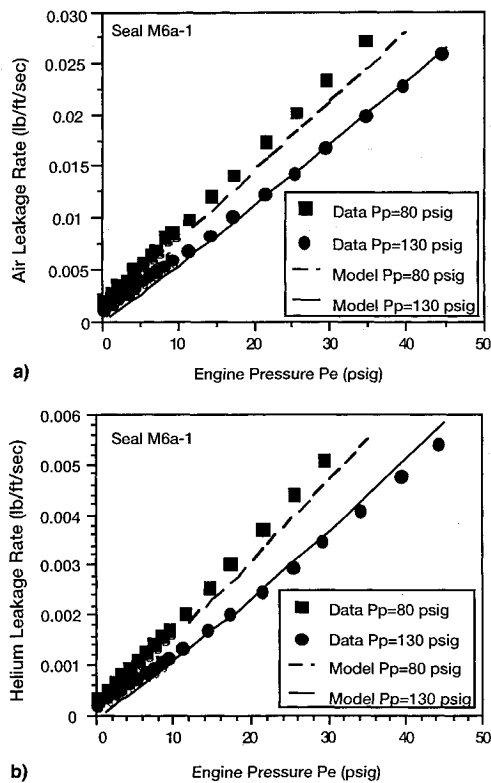 0.030
Seal M6a-1
0.025
0.02
0.015
0.01
0.005
0
Air Leakage Rate (lb/ft/sec)
Data Pp=80 psig
Data Pp=130 psig
Model Pp=80 psig
Model Pp=130 psig
0 10 20 30 40 50
a)
Engine Pressure Pe (psig)
0.006
Seal M6a-1
0.005
0.004
0.003
0.002
0.001
0
Helium Leakage Rate (lb/ft/sec)
Data Pp=80 psig
Data Pp=130 psig
Model Pp=80 psig
Model Pp=130 psig
0 10 20 30 40 50
b)
Engine Pressure Pe (psig)